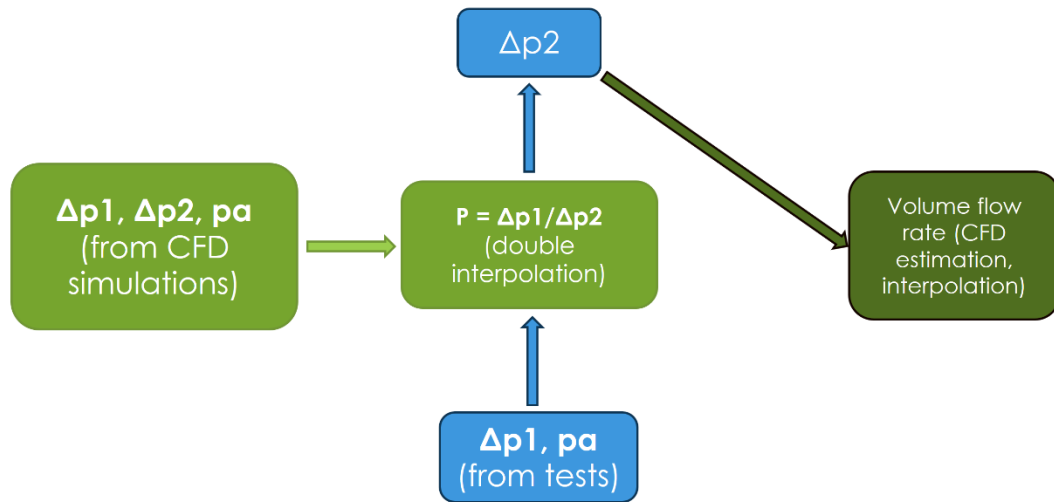 Δp2
Δp1, Δp2, pa
(from CFD
simulations)
P = Δp1/Δp2
(double
interpolation)
Volume flow
rate (CFD
estimation,
interpolation)
Δp1, pa
(from tests)